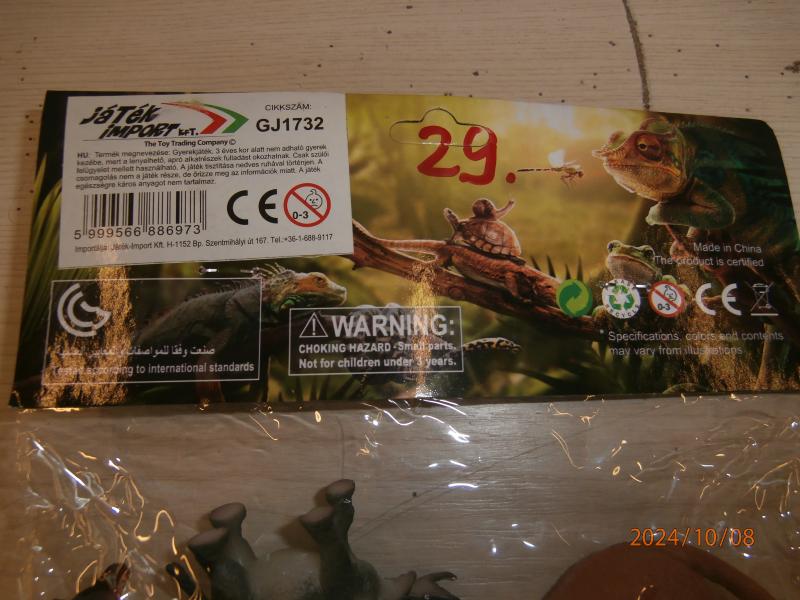 JÁTÉK
IMPORT KFT.
The Toy Trading Company ©
CIKKSZÁM:
GJ1732
HU: Termék megnevezése: Gyerekjáték, 3 éves kor alatt nem adható gyerek
kezébe, mert a lenyelhető, apró alkatrészek fulladást okozhatnak. Csak szülői
felügyelet mellett használható. A játék tisztítása nedves ruhával történjen. A
csomagolás nem a játék része, de őrizze meg az információk miatt. A játék
egészségre káros anyagot nem tartalmaz.
5 999566 886973
CE
0-3
Importálja: Játék-Import Kft. H-1152 Bp. Szentmihályi út 167. Tel.:+36-1-688-9117
29.
Made in China
The product is certified
0-3
CE
* Specifications, colors and contents
may vary from illustrations.
صنعت وفقا للمواصفات والمعايير
Tested according to international standards
WARNING:
CHOKING HAZARD - Small parts.
Not for children under 3 years.
2024/10/08